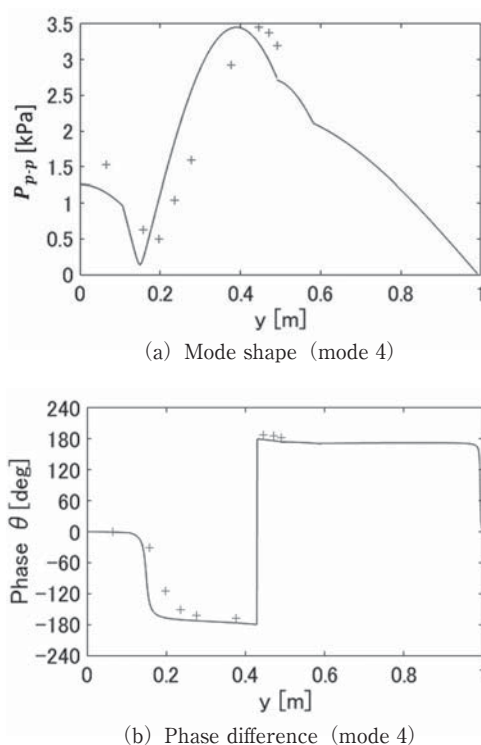 3.5
3
2.5
2
1.5
1
0.5
0
P p-p [kPa]
0 0.2 0.4 0.6 0.8 1
y [m]
(a) Mode shape (mode 4)
240
180
120
60
0
-60
-120
-180
-240
Phase θ [deg]
0 0.2 0.4 0.6 0.8
y [m]
(b) Phase difference (mode 4)